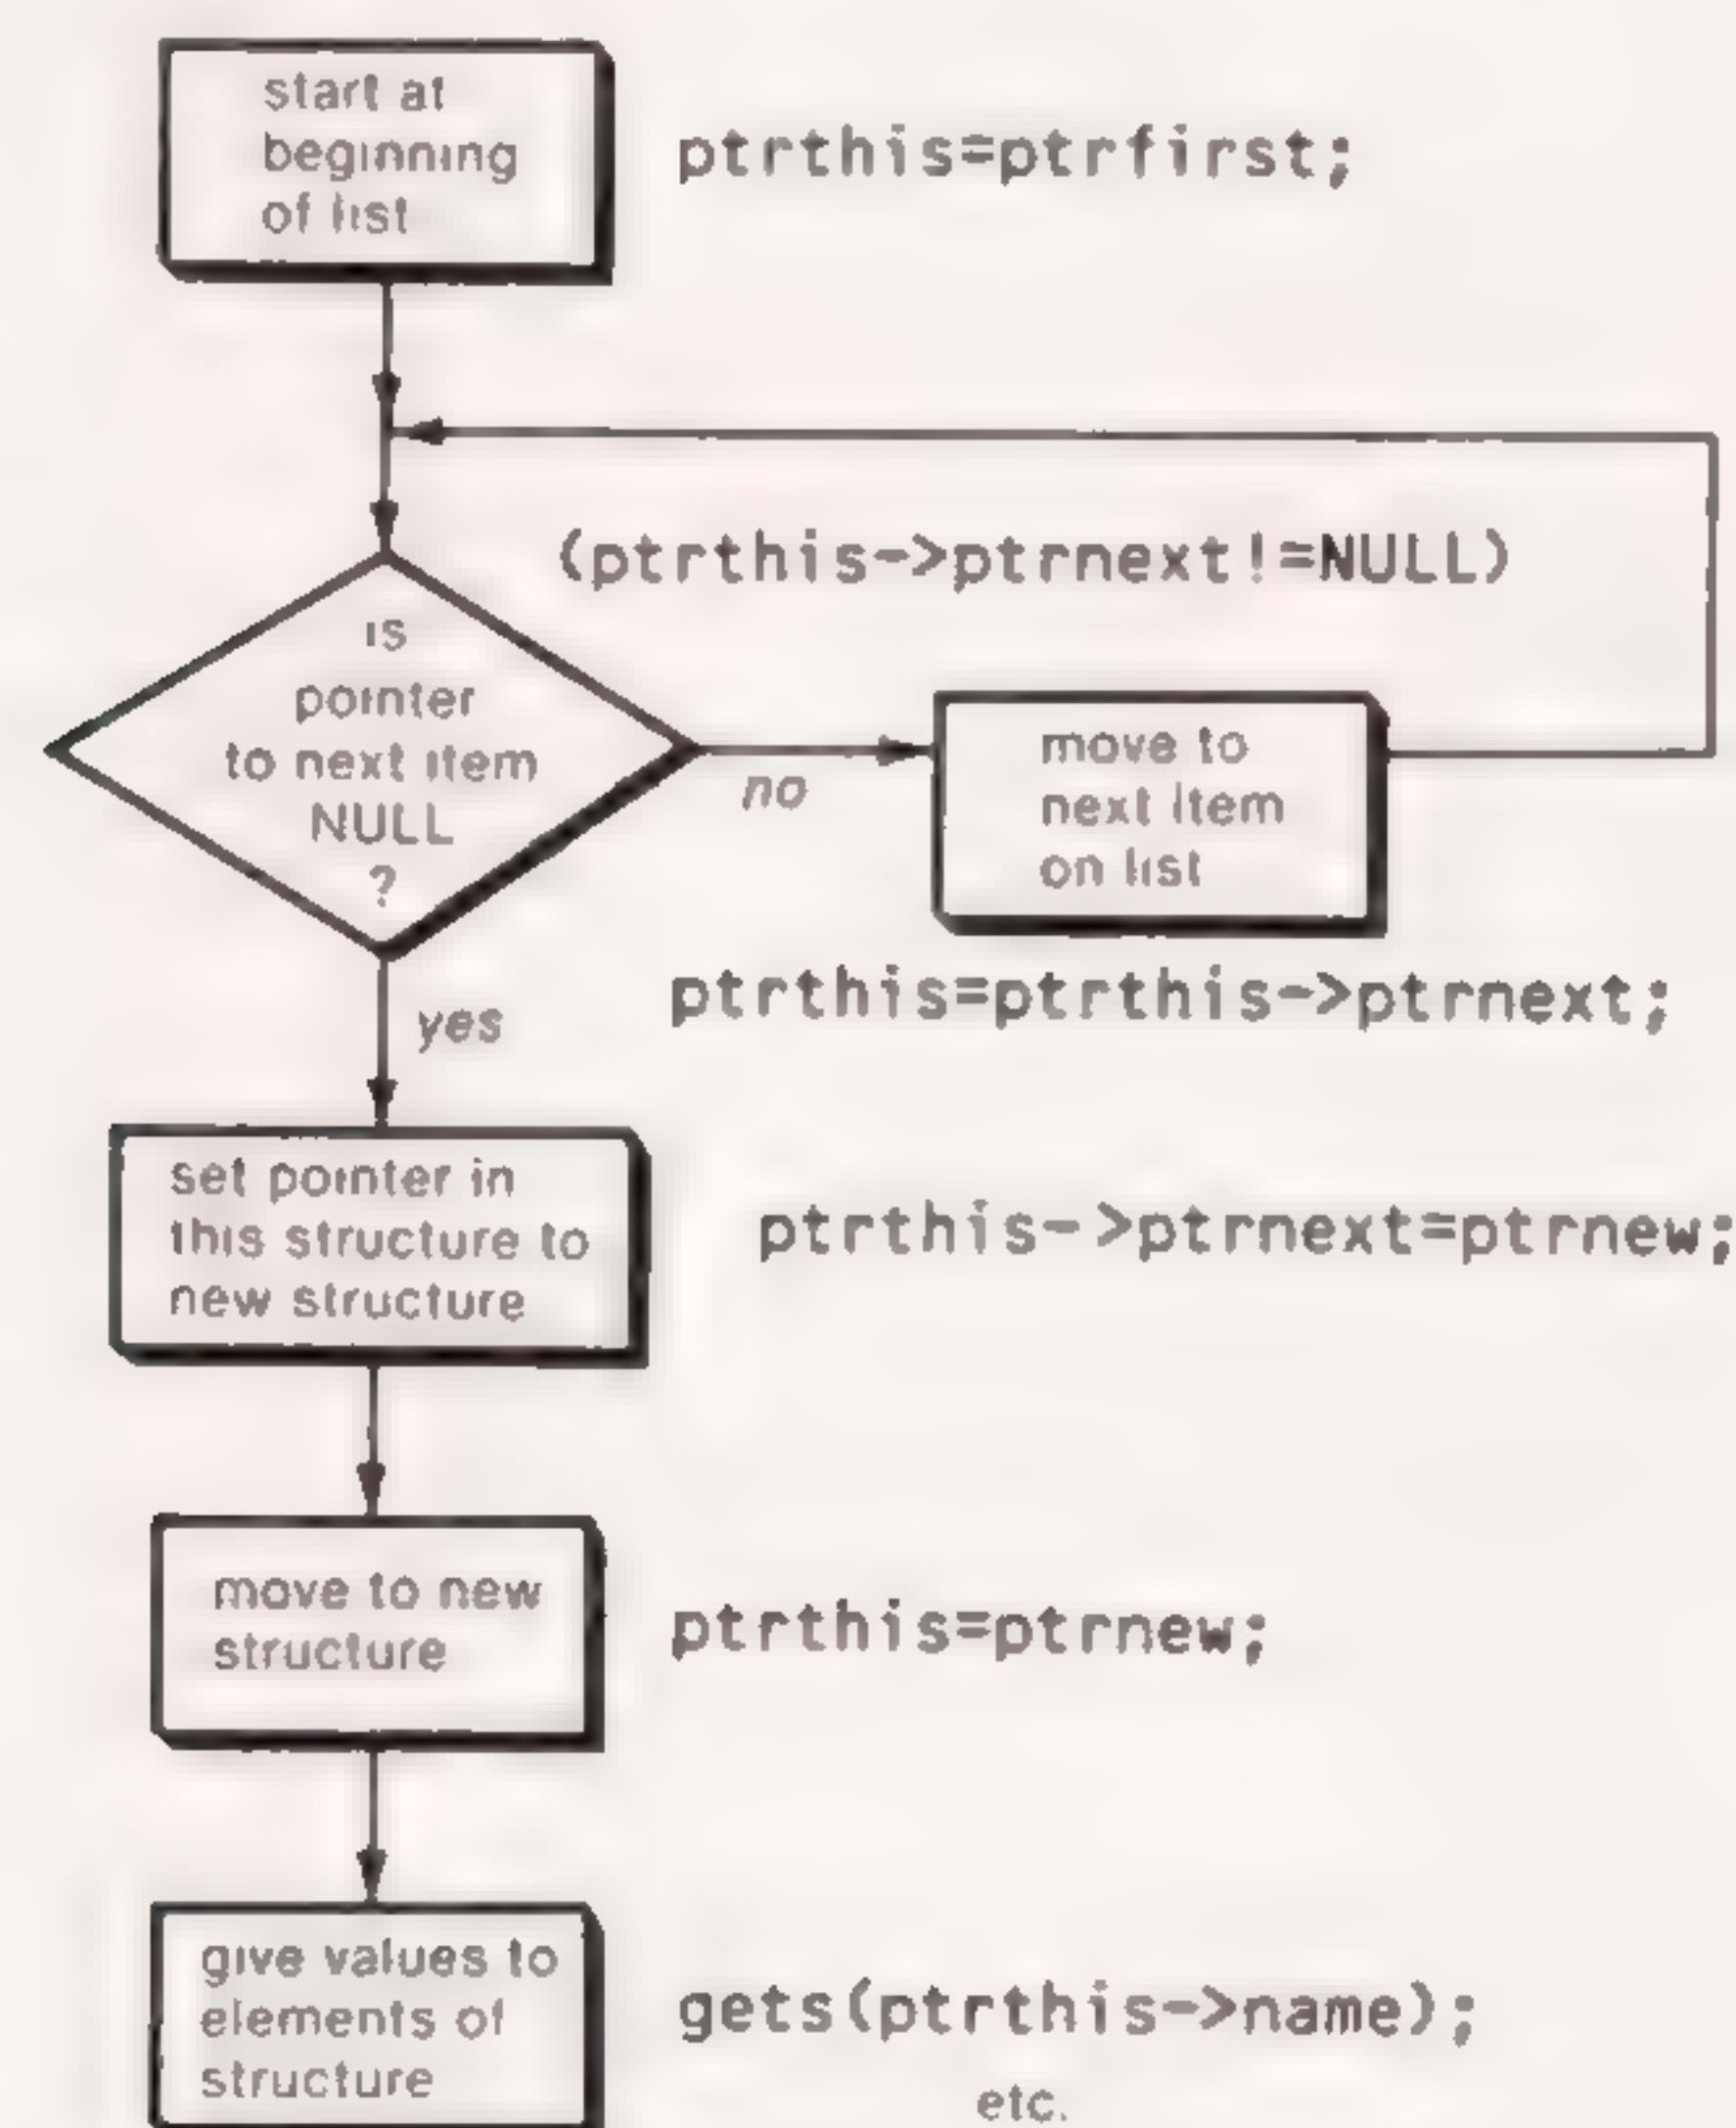 start at
beginning
of list
ptrthis=ptrfirst;
(ptrthis->ptrnext!=NULL)
is
pointer
to next item
NULL
?
no
move to
next item
on list
ptrthis=ptrthis->ptrnext;
yes
set pointer in
this structure to
new structure
ptrthis->ptrnext=ptrnew;
move to new
structure
ptrthis=ptrnew;
give values to
elements of
structure
gets(ptrthis->name);
etc.